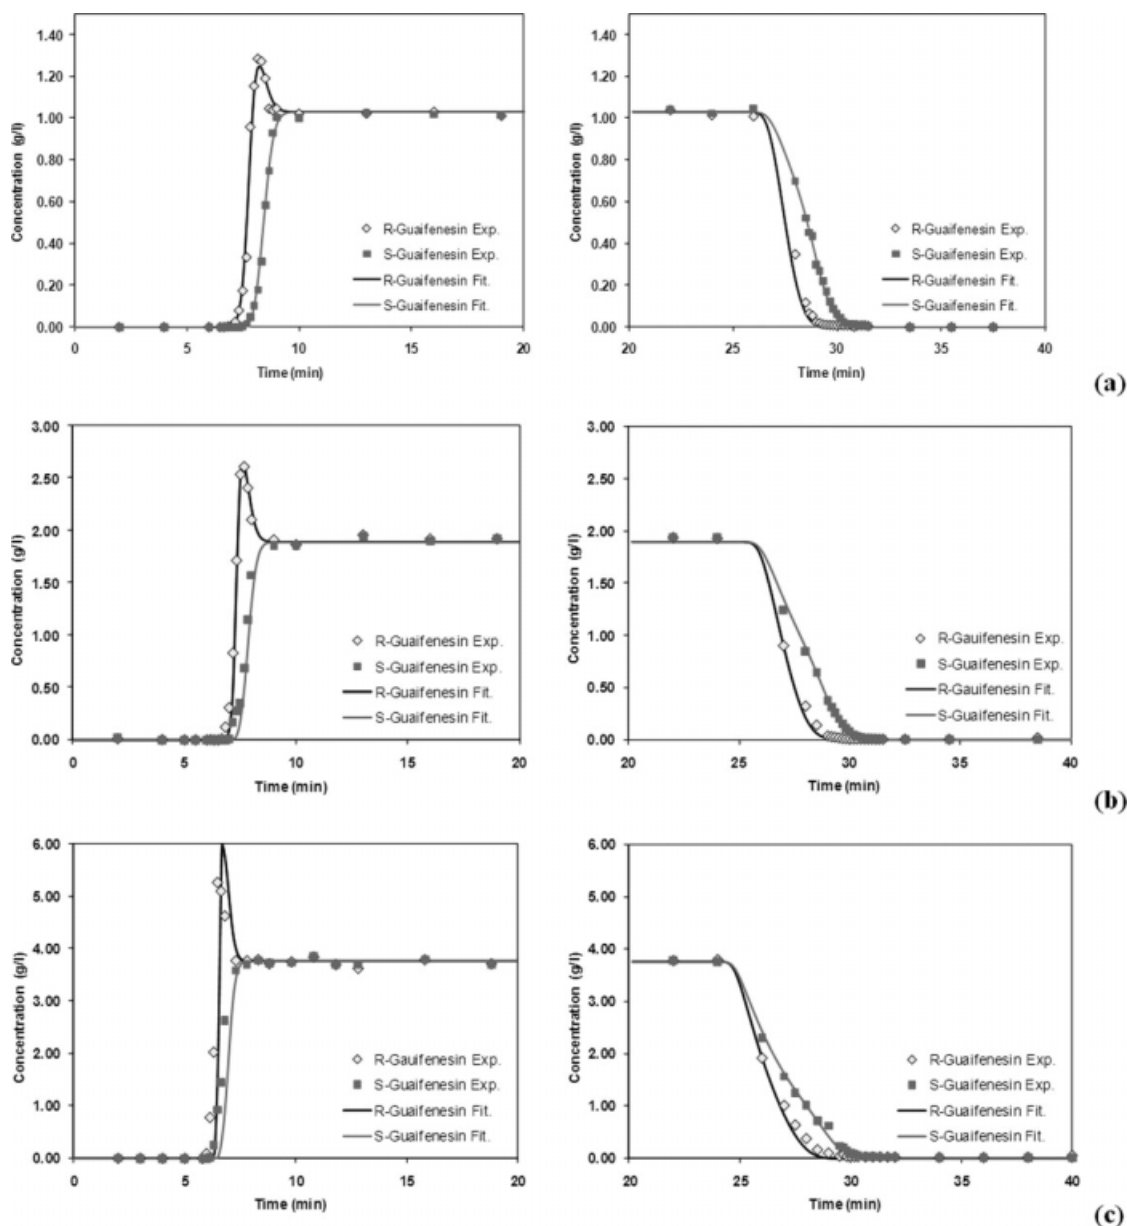 1.40
1.20
1.00
0.80
0.60
0.40
0.20
0.00
Concentration (g/l)
R-Guaifenesin Exp.
S-Guaifenesin Exp.
R-Guaifenesin Fit.
S-Guaifenesin Fit.
0 5 10 15 20
Time (min)
1.40
1.20
1.00
0.80
0.60
0.40
0.20
0.00
Concentration (g/l)
R-Guaifenesin Exp.
S-Guaifenesin Exp.
R-Guaifenesin Fit.
S-Guaifenesin Fit.
20 25 30 35 40
Time (min)
(a)
3.00
2.50
2.00
1.50
1.00
0.50
0.00
Concentration (g/l)
R-Guaifenesin Exp.
S-Guaifenesin Exp.
R-Guaifenesin Fit.
S-Guaifenesin Fit.
0 5 10 15 20
Time (min)
3.00
2.50
2.00
1.50
1.00
0.50
0.00
Concentration (g/l)
R-Gauifenesin Exp.
S-Guaifenesin Exp.
R-Gauifenesin Fit.
S-Guaifenesin Fit.
20 25 30 35 40
Time (min)
(b)
6.00
5.00
4.00
3.00
2.00
1.00
0.00
Concentration (g/l)
R-Gauifenesin Exp.
S-Guaifenesin Exp.
R-Guaifenesin Fit.
S-Guaifenesin Fit.
0 5 10 15 20
Time (min)
6.00
5.00
4.00
3.00
2.00
1.00
0.00
Concentration (g/l)
R-Guaifenesin Exp.
S-Guaifenesin Exp.
R-Guaifenesin Fit.
S-Guaifenesin Fit.
20 25 30 35 40
Time (min)
(c)